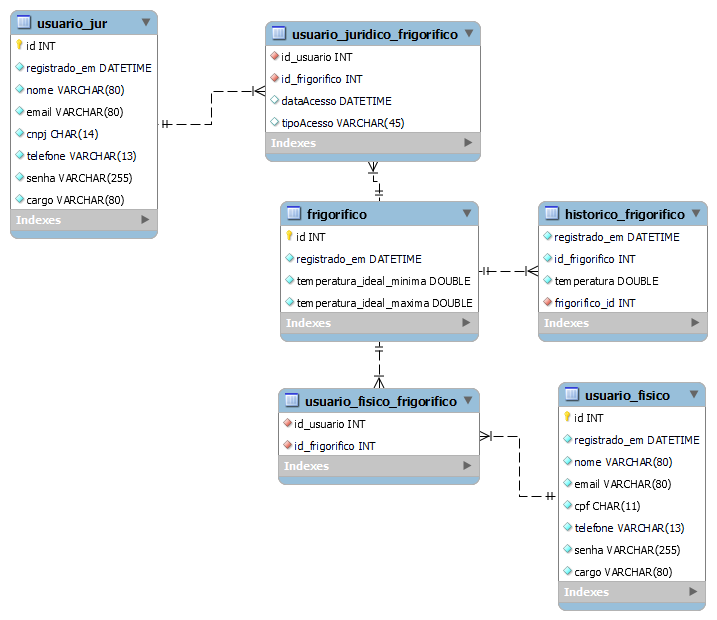 usuario_jur
id INT
registrado_em DATETIME
nome VARCHAR(80)
email VARCHAR(80)
cnpj CHAR(14)
telefone VARCHAR(13)
senha VARCHAR(255)
cargo VARCHAR(80)
Indexes
usuario_juridico_frigorifico
id_usuario INT
id_frigorifico INT
dataAcesso DATETIME
tipoAcesso VARCHAR(45)
Indexes
frigorifico
id INT
registrado_em DATETIME
temperatura_ideal_minima DOUBLE
temperatura_ideal_maxima DOUBLE
Indexes
historico_frigorifico
registrado_em DATETIME
id_frigorifico INT
temperatura DOUBLE
frigorifico_id INT
Indexes
usuario_fisico_frigorifico
id_usuario INT
id_frigorifico INT
Indexes
usuario_fisico
id INT
registrado_em DATETIME
nome VARCHAR(80)
email VARCHAR(80)
cpf CHAR(11)
telefone VARCHAR(13)
senha VARCHAR(255)
cargo VARCHAR(80)
Indexes